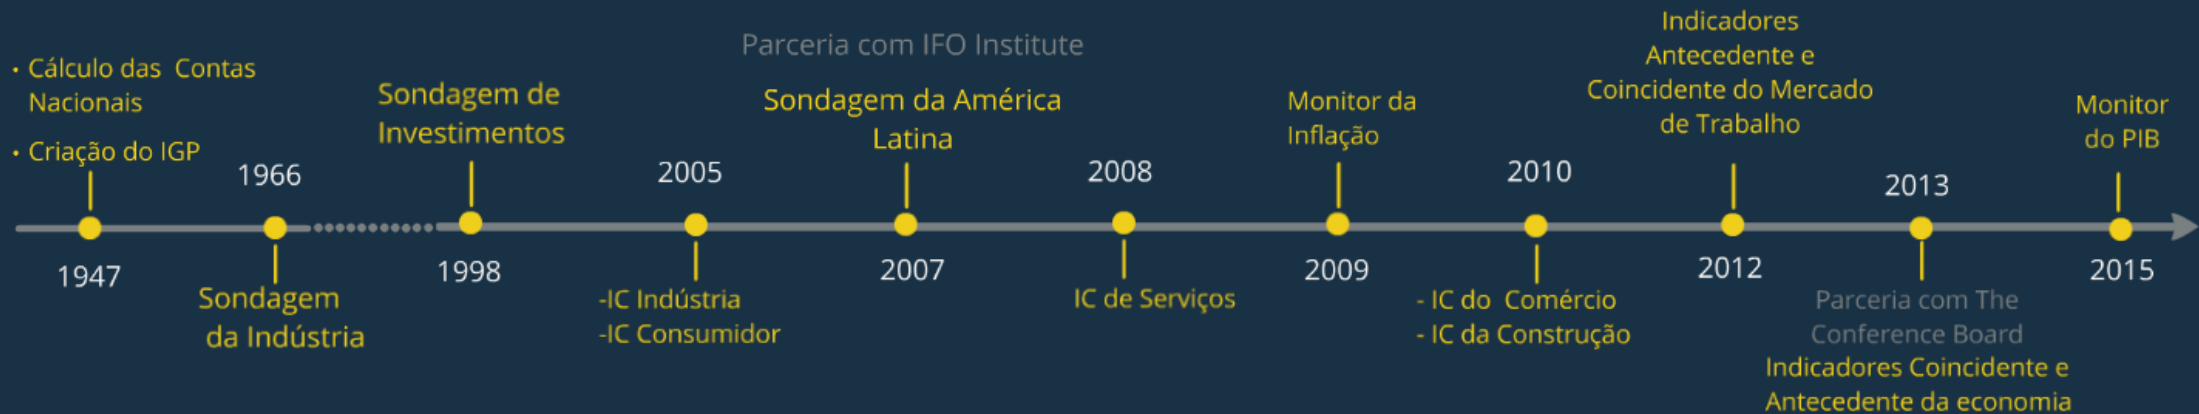 • Cálculo das Contas
Nacionais
• Criação do IGP
1947
1966
Sondagem
da Indústria
Sondagem de
Investimentos
1998
2005
-IC Indústria
-IC Consumidor
Parceria com IFO Institute
Sondagem da América
Latina
2007
2008
IC de Serviços
Monitor da
Inflação
2009
2010
- IC do Comércio
- IC da Construção
Indicadores
Antecedente e
Coincidente do Mercado
de Trabalho
2012
2013
Parceria com The
Conference Board
Indicadores Coincidente e
Antecedente da economia
Monitor
do PIB
2015